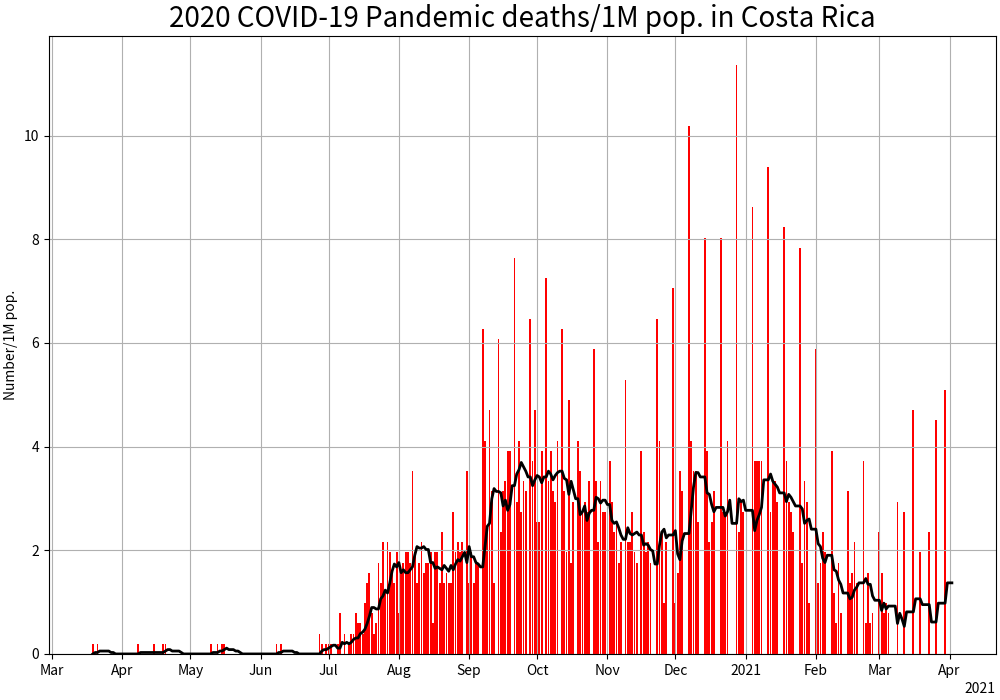 2020 COVID-19 Pandemic deaths/1M pop. in Costa Rica
Number/1M pop.
10
8
6
4
2
0
Mar Apr May Jun Jul Aug Sep Oct Nov Dec 2021 Feb Mar Apr
2021